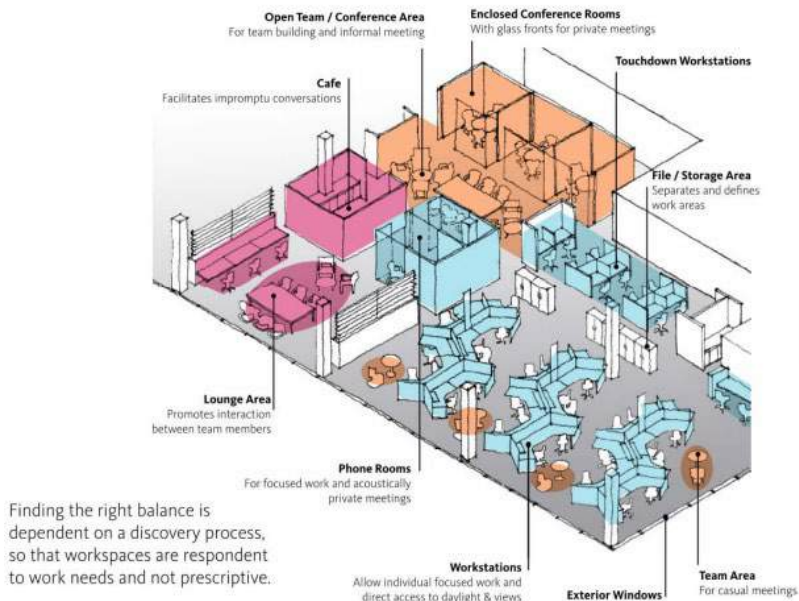 Open Team / Conference Area
For team building and informal meeting
Enclosed Conference Rooms
With glass fronts for private meetings
Touchdown Workstations
Cafe
Facilitates impromptu conversations
File / Storage Area
Separates and defines
work areas
Lounge Area
Promotes interaction
between team members
Phone Rooms
For focused work and acoustically
private meetings
Finding the right balance is
dependent on a discovery process,
so that workspaces are respondent
to work needs and not prescriptive.
Workstations
Allow individual focused work and
direct access to daylight & views
Exterior Windows
Team Area
For casual meetings